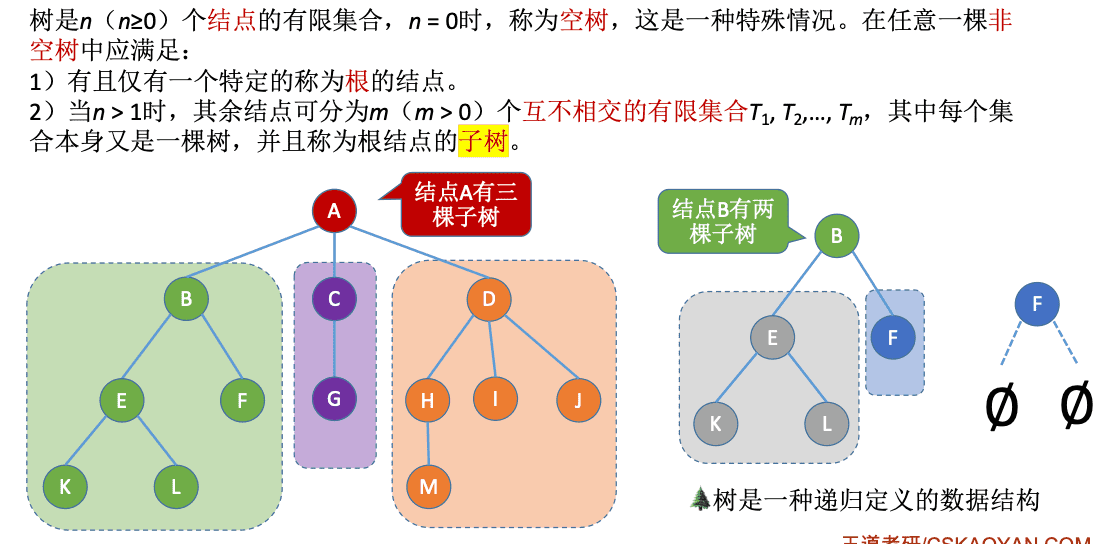 树是n（n≥0）个结点的有限集合，n = 0时，称为空树，这是一种特殊情况。在任意一棵非
空树中应满足：
1）有且仅有一个特定的称为根的结点。
2）当n > 1时，其余结点可分为m（m > 0）个互不相交的有限集合T1, T2,…, Tm，其中每个集
合本身又是一棵树，并且称为根结点的子树。
结点A有三
棵子树
A
B
C
D
E
F
G
H
I
J
K
L
M
结点B有两
棵子树
B
E
F
K
L
F
Ø
Ø
树是一种递归定义的数据结构
王道考研/CSKAOYAN.COM